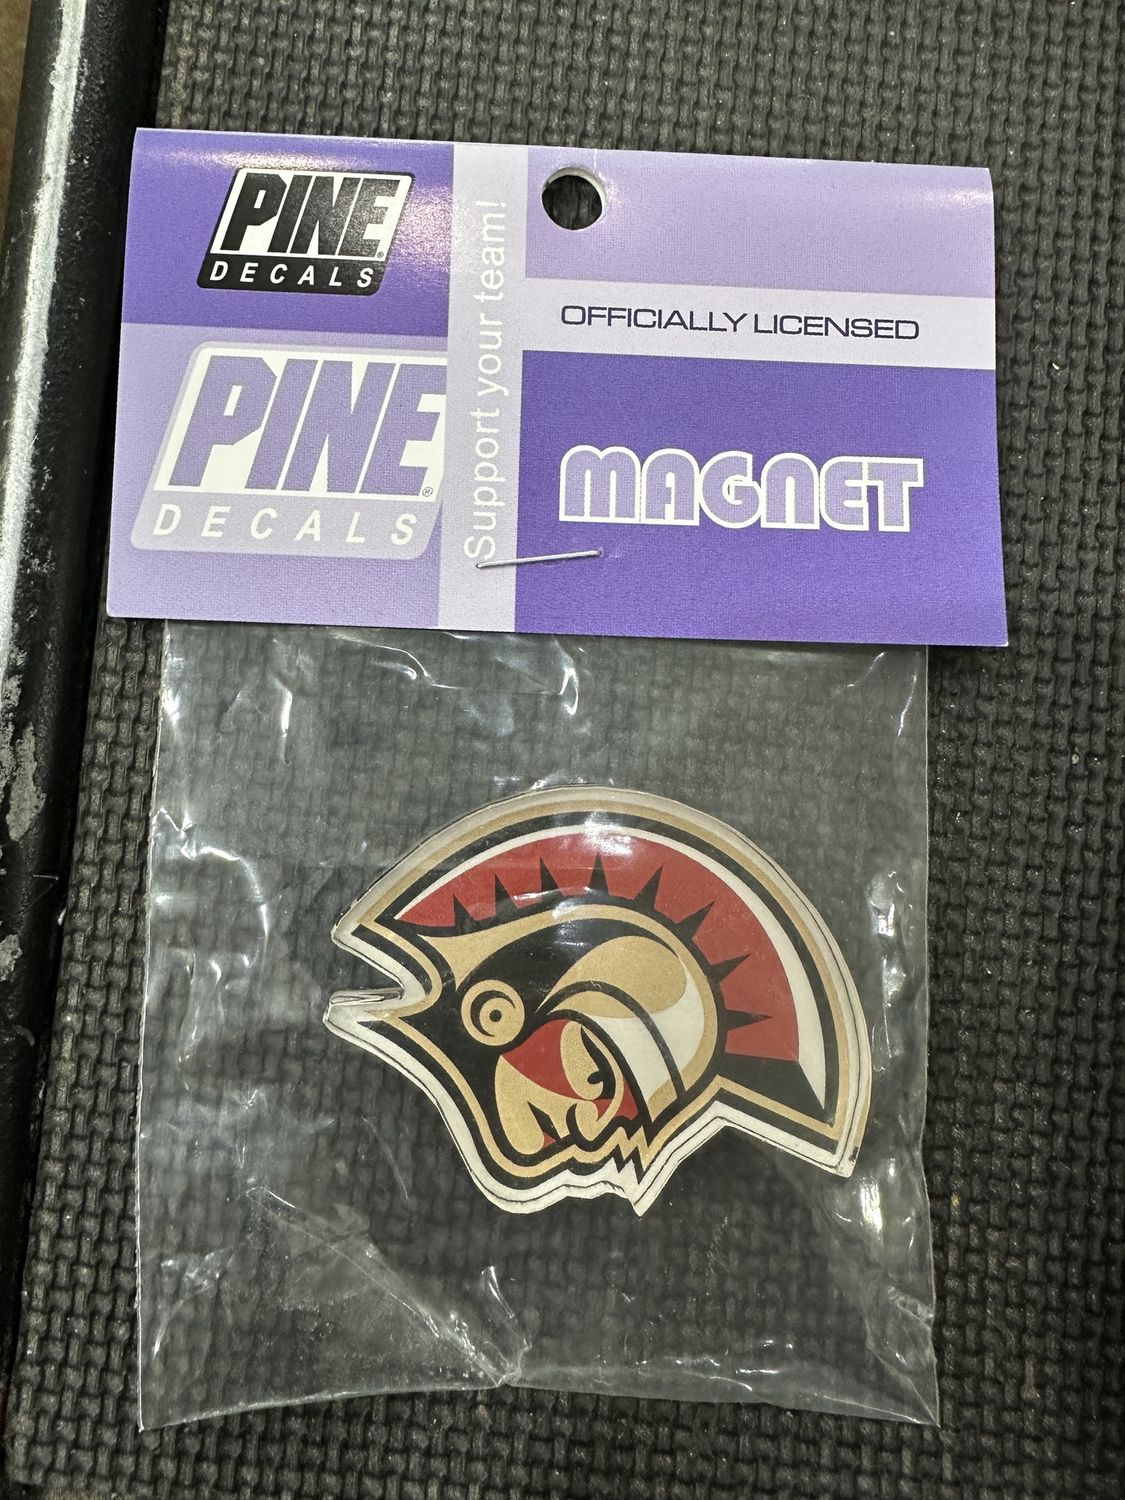 PINE®
DECALS
PINE®
DECALS
Support your team!
OFFICIALLY LICENSED
MAGNET